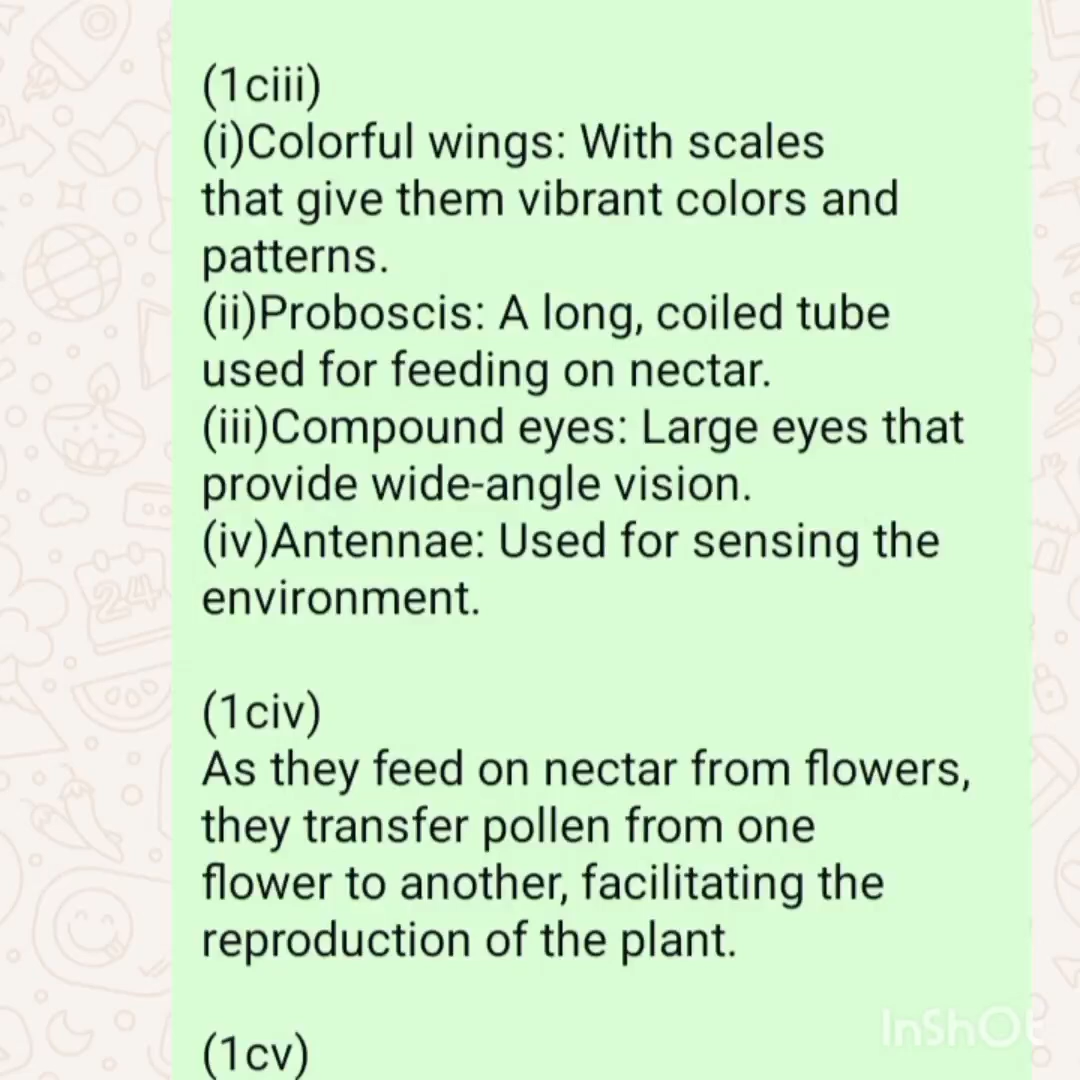 (1ciii)
(i)Colorful wings: With scales
that give them vibrant colors and
patterns.
(ii)Proboscis: A long, coiled tube
used for feeding on nectar.
(iii)Compound eyes: Large eyes that
provide wide-angle vision.
(iv)Antennae: Used for sensing the
environment.
(1civ)
As they feed on nectar from flowers,
they transfer pollen from one
flower to another, facilitating the
reproduction of the plant.
(1cv)
InShOt
24